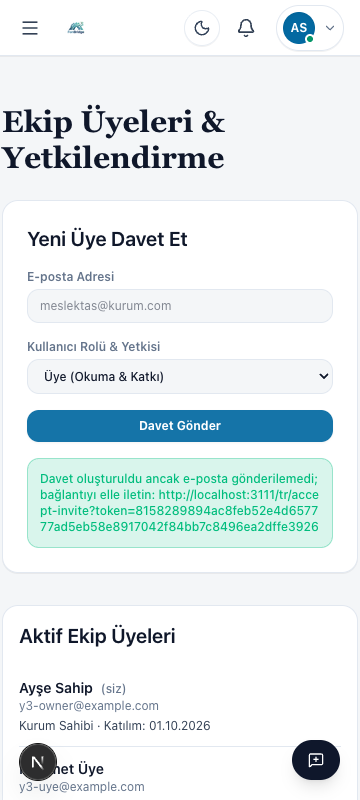 AS
Ekip Üyeleri &
Yetkilendirme
Yeni Üye Davet Et
E-posta Adresi
meslektas@kurum.com
Kullanıcı Rolü & Yetkisi
Üye (Okuma & Katkı)
Davet Gönder
Davet oluşturuldu ancak e-posta gönderilemedi;
bağlantıyı elle iletin: http://localhost:3111/tr/acce
pt-invite?token=8158289894ac8feb52e4d6577
77ad5eb58e8917042f84bb7c8496ea2dffe3926
Aktif Ekip Üyeleri
Ayşe Sahip (siz)
y3-owner@example.com
Kurum Sahibi · Katılım: 01.10.2026
N
Üye
y3-uye@example.com